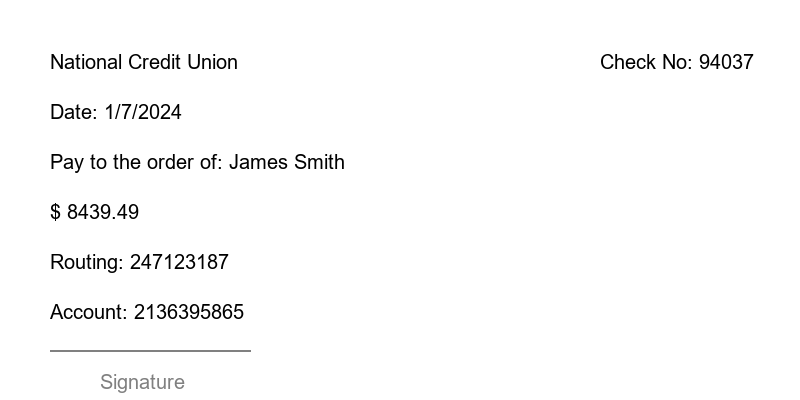 National Credit Union
Check No: 94037
Date: 1/7/2024
Pay to the order of: James Smith
$ 8439.49
Routing: 247123187
Account: 2136395865
Signature